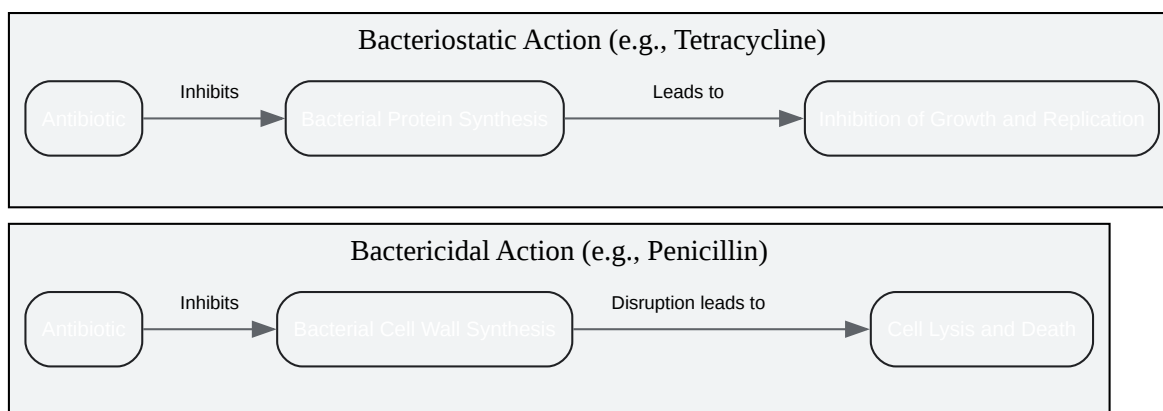 Bacteriostatic Action (e.g., Tetracycline)
Inhibits
Leads to
Antibiotic
Bacterial Protein Synthesis
Inhibition of Growth and Replication
Bactericidal Action (e.g., Penicillin)
Inhibits
Disruption leads to
Antibiotic
Bacterial Cell Wall Synthesis
Cell Lysis and Death